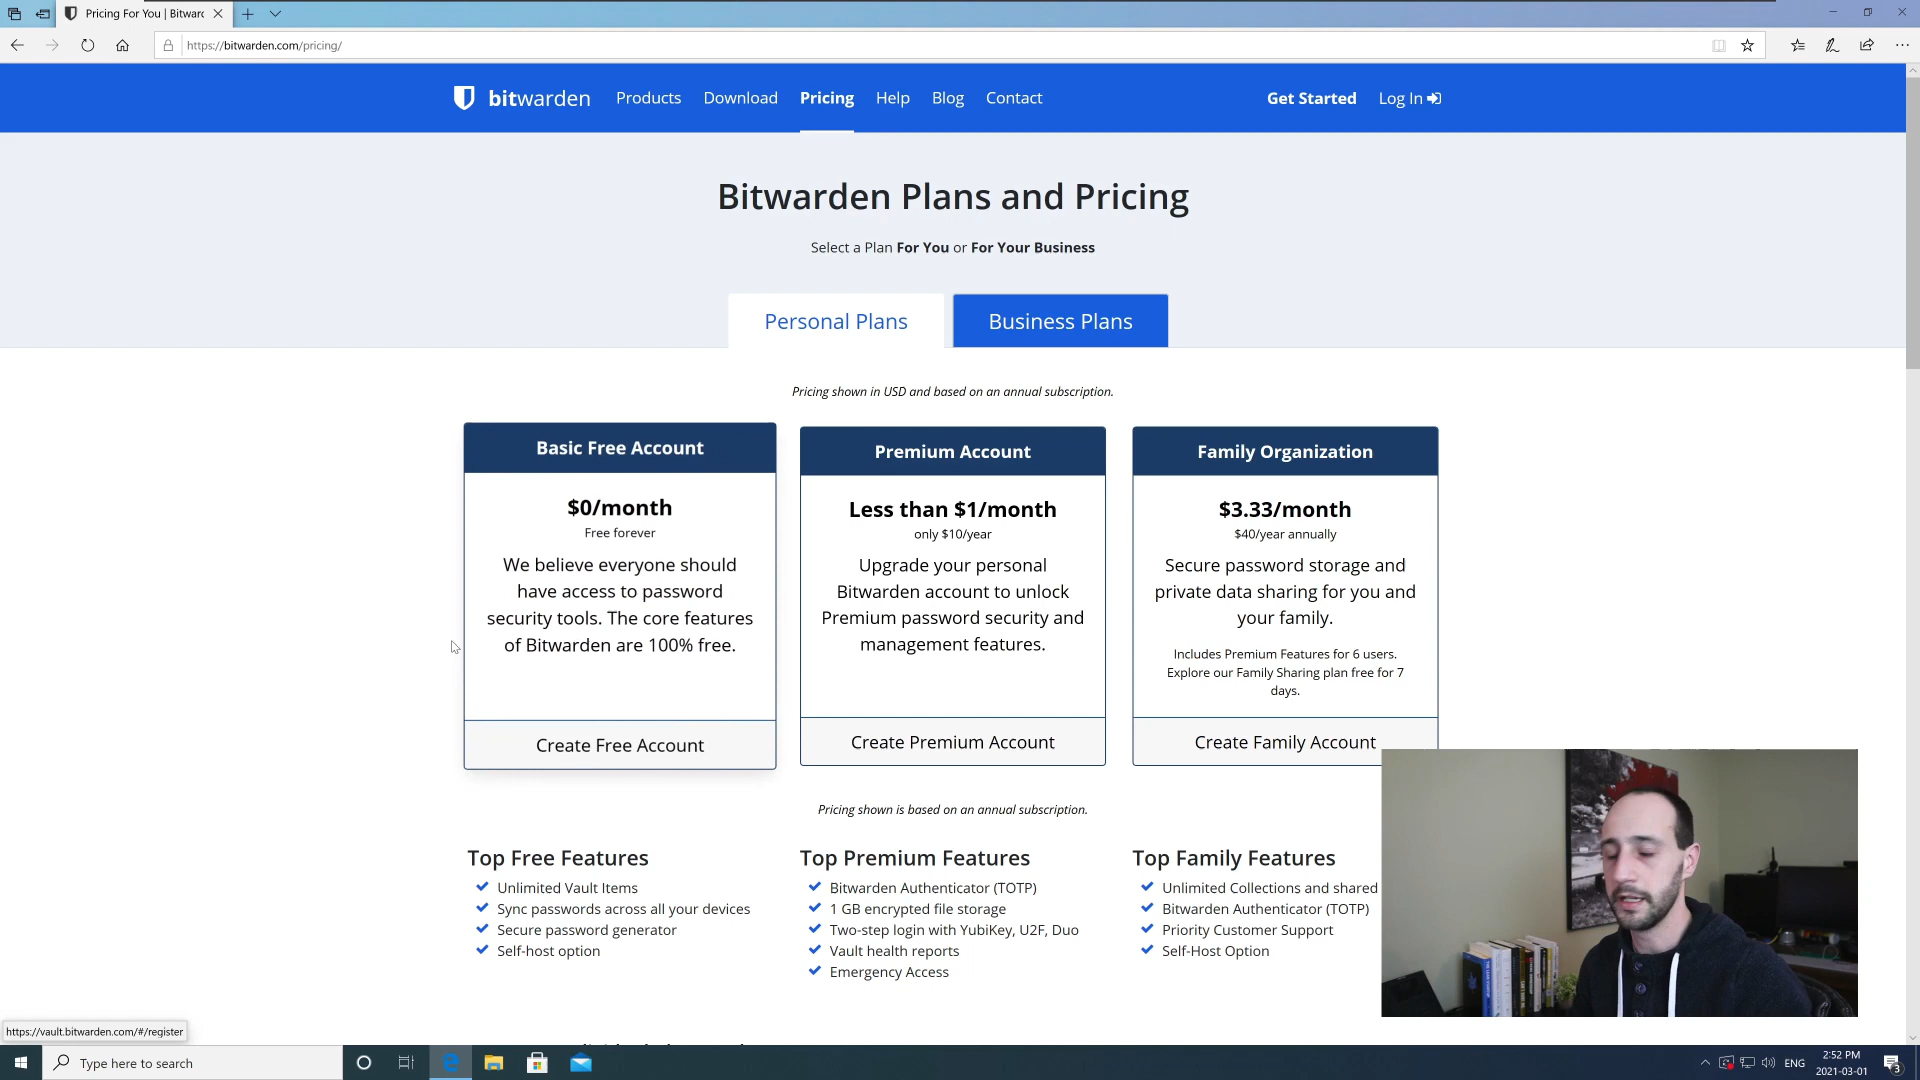 Pricing For You | Bitwarc
https://bitwarden.com/pricing/
bitwarden
Products
Download
Pricing
Help
Blog
Contact
Get Started
Log In
Bitwarden Plans and Pricing
Select a Plan For You or For Your Business
Personal Plans
Business Plans
Pricing shown in USD and based on an annual subscription.
Basic Free Account
$0/month
Free forever
We believe everyone should
have access to password
security tools. The core features
of Bitwarden are 100% free.
Create Free Account
Premium Account
Less than $1/month
only $10/year
Upgrade your personal
Bitwarden account to unlock
Premium password security and
management features.
Create Premium Account
Family Organization
$3.33/month
$40/year annually
Secure password storage and
private data sharing for you and
your family.
Includes Premium Features for 6 users.
Explore our Family Sharing plan free for 7
days.
Create Family Account
Pricing shown is based on an annual subscription.
Top Free Features
Unlimited Vault Items
Sync passwords across all your devices
Secure password generator
Self-host option
Top Premium Features
Bitwarden Authenticator (TOTP)
1 GB encrypted file storage
Two-step login with YubiKey, U2F, Duo
Vault health reports
Emergency Access
Top Family Features
Unlimited Collections and shared
Bitwarden Authenticator (TOTP)
Priority Customer Support
Self-Host Option
https://vault.bitwarden.com/#/register
Type here to search
ENG
2:52 PM
2021-03-01
3